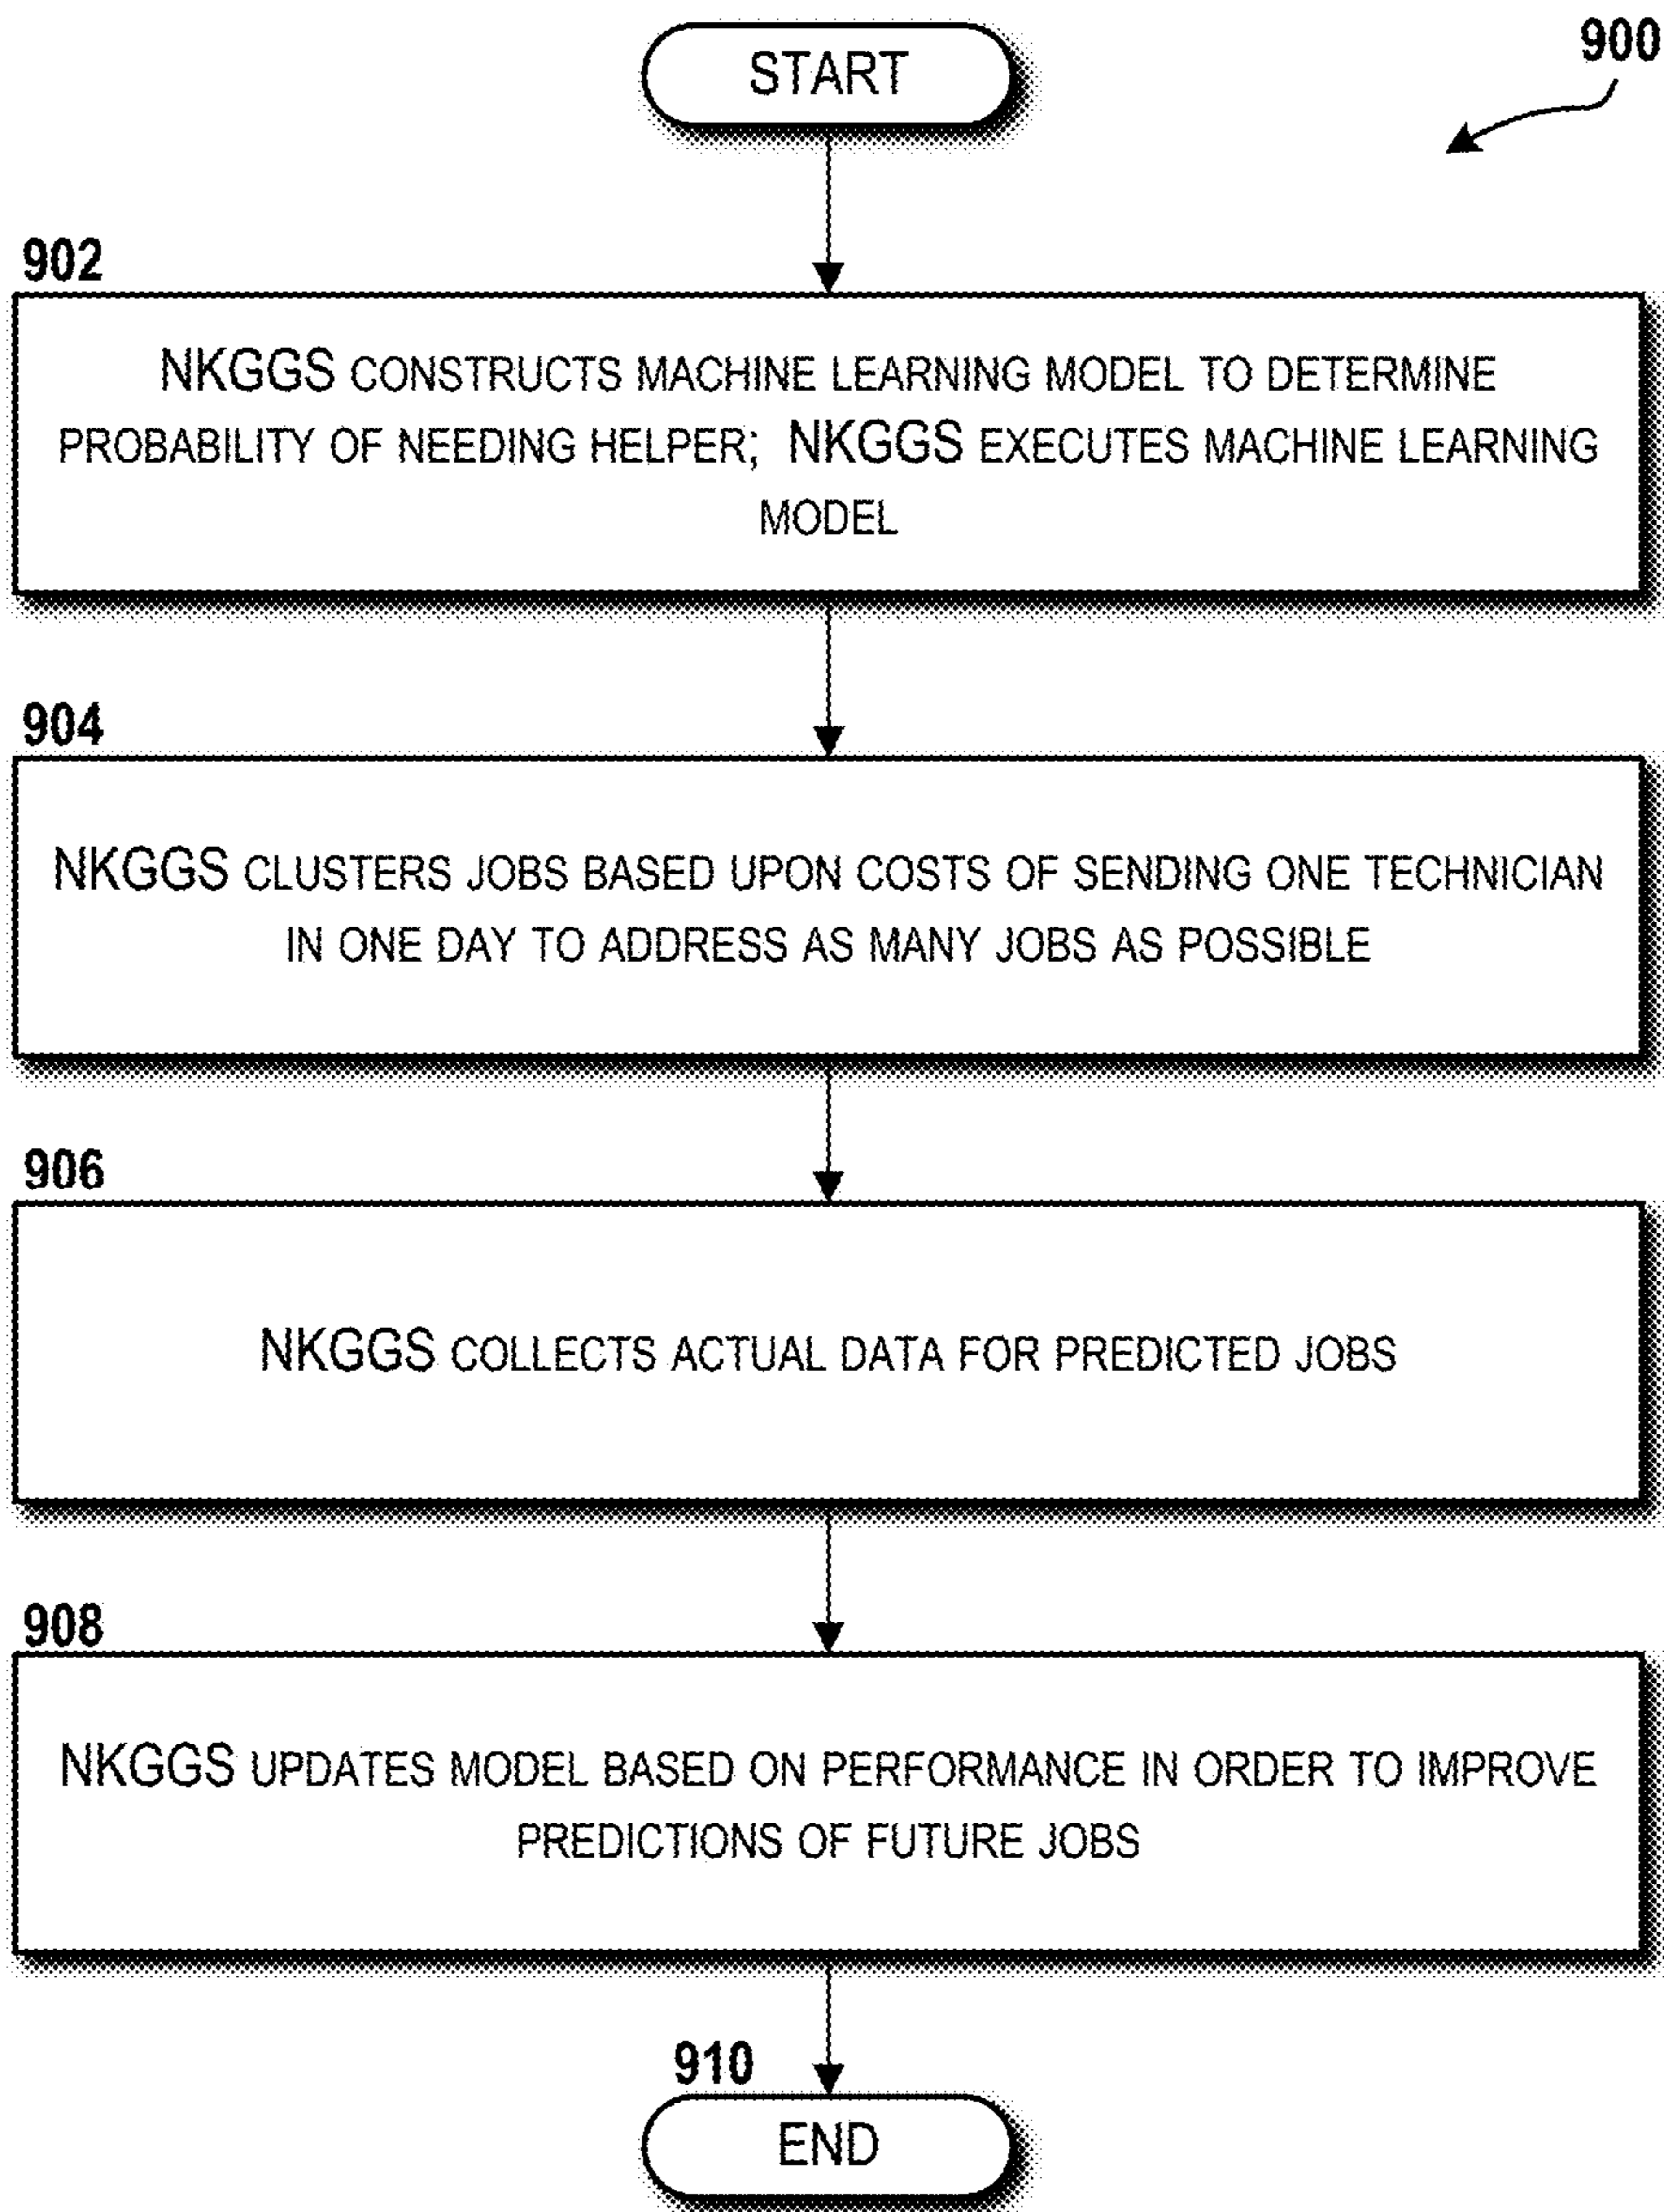 START
900
902
NKGGS CONSTRUCTS MACHINE LEARNING MODEL TO DETERMINE
PROBABILITY OF NEEDING HELPER; NKGGS EXECUTES MACHINE LEARNING
MODEL
904
NKGGS CLUSTERS JOBS BASED UPON COSTS OF SENDING ONE TECHNICIAN
IN ONE DAY TO ADDRESS AS MANY JOBS AS POSSIBLE
906
NKGGS COLLECTS ACTUAL DATA FOR PREDICTED JOBS
908
NKGGS UPDATES MODEL BASED ON PERFORMANCE IN ORDER TO IMPROVE
PREDICTIONS OF FUTURE JOBS
910
END